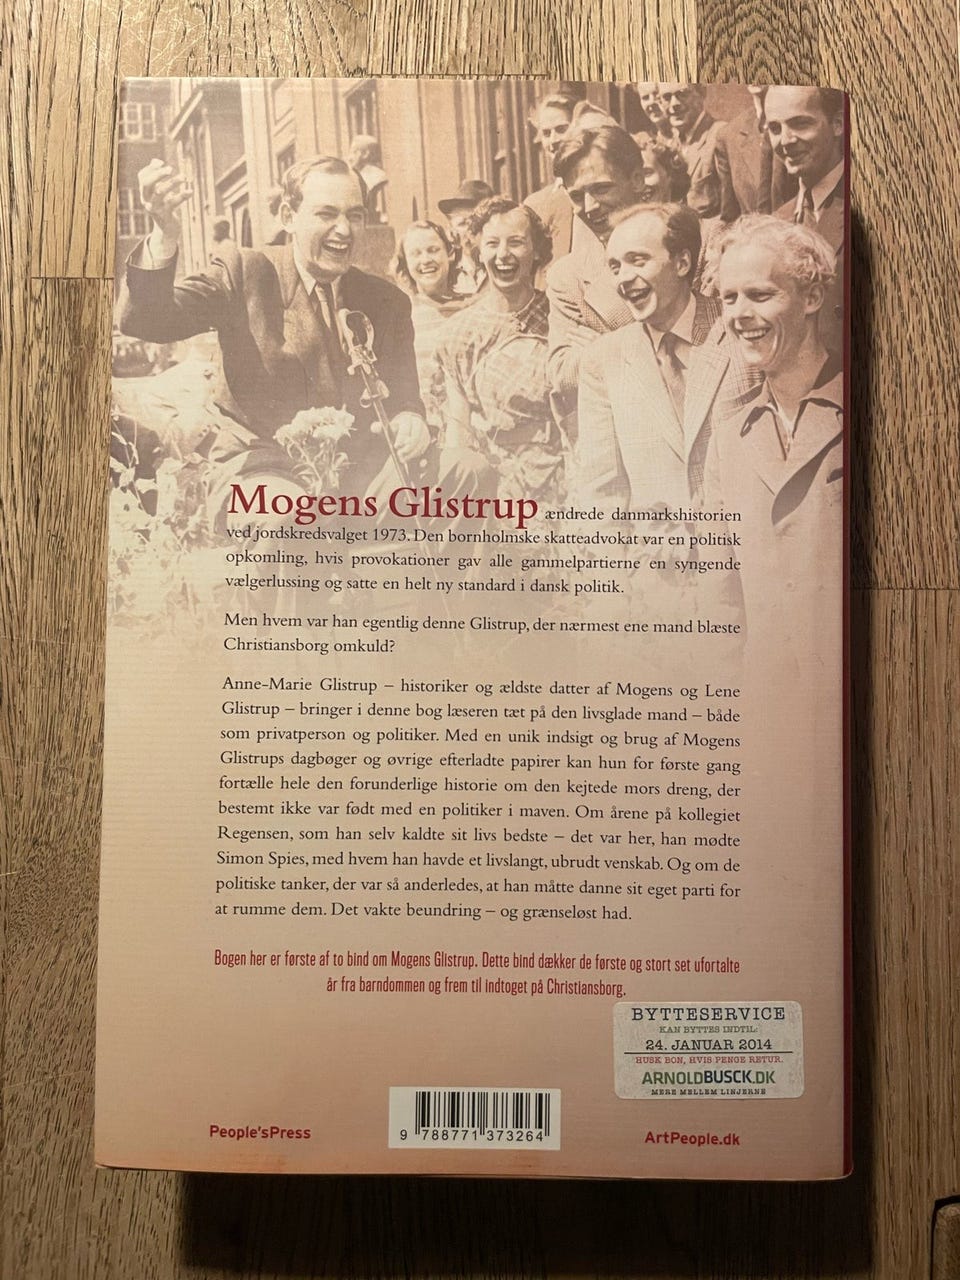 Mogens Glistrup ændrede danmarkshistorien
ved jordskredsvalget 1973. Den bornholmske skatteadvokat var en politisk
opkomling, hvis provokationer gav alle gammelpartierne en syngende
vælgerlussing og satte en helt ny standard i dansk politik.
Men hvem var han egentlig denne Glistrup, der nærmest ene mand blæste
Christiansborg omkuld?
Anne-Marie Glistrup – historiker og ældste datter af Mogens og Lene
Glistrup – bringer i denne bog læseren tæt på den livsglade mand – både
som privatperson og politiker. Med en unik indsigt og brug af Mogens
Glistrups dagbøger og øvrige efterladte papirer kan hun for første gang
fortælle hele den forunderlige historie om den kejtede mors dreng, der
bestemt ikke var født med en politiker i maven. Om årene på kollegiet
Regensen, som han selv kaldte sit livs bedste – det var her, han mødte
Simon Spies, med hvem han havde et livslangt, ubrudt venskab. Og om de
politiske tanker, der var så anderledes, at han måtte danne sit eget parti for
at rumme dem. Det vakte beundring – og grænseløst had.
Bogen her er første af to bind om Mogens Glistrup. Dette bind dækker de første og stort set ufortalte
år fra barndommen og frem til indtoget på Christiansborg.
BYTTESERVICE
KAN BYTTES INDTIL:
24. JANUAR 2014
HUSK BON, HVIS PENGE RETUR.
ARNOLDBUSCK.DK
MERE MELLEM LINJERNE
People'sPress
9 788771 373264
ArtPeople.dk